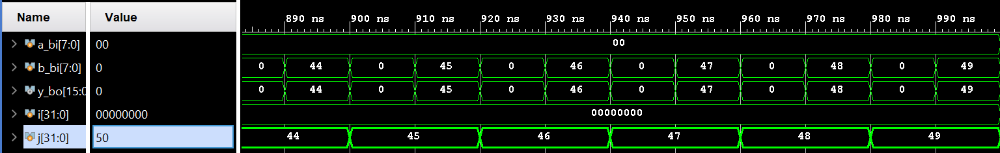 Name Value 890 ns 900 ns 910 ns 920 ns 930 ns 940 ns 950 ns 960 ns 970 ns 980 ns 990 ns
a_bi[7:0] 00 00
b_bi[7:0] 0 0 44 0 45 0 46 0 47 0 48 0 49
y_bo[15:0 0 0 44 0 45 0 46 0 47 0 48 0 49
i[31:0] 00000000 00000000
j[31:0] 50 44 45 46 47 48 49